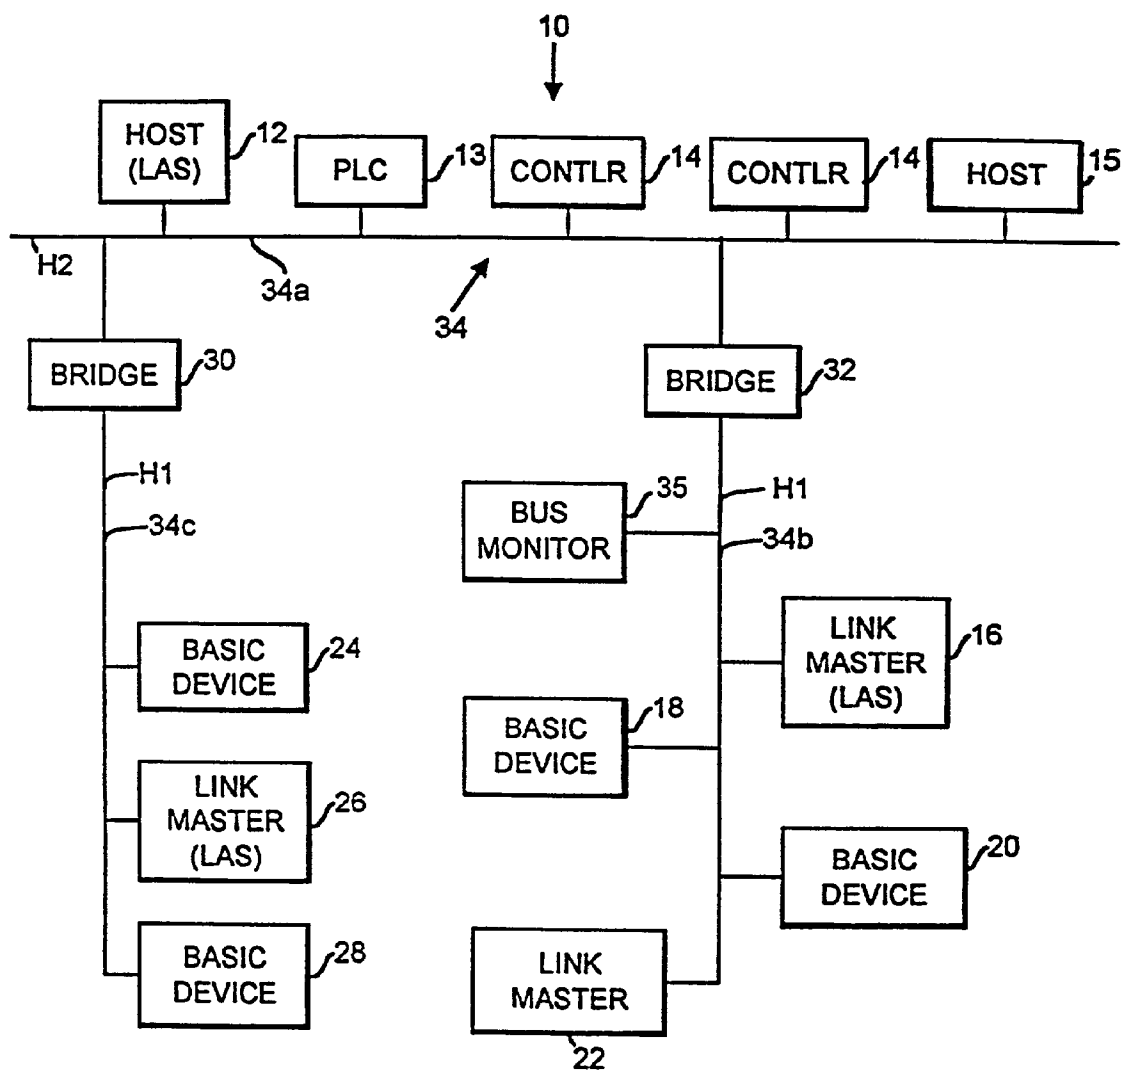 10
HOST
(LAS)
12
PLC
13
CONTLR
14
CONTLR
14
HOST
15
H2
34a
34
BRIDGE
30
BRIDGE
32
H1
34c
BUS
MONITOR
35
H1
34b
BASIC
DEVICE
24
LINK
MASTER
(LAS)
16
BASIC
DEVICE
18
LINK
MASTER
(LAS)
26
BASIC
DEVICE
20
BASIC
DEVICE
28
LINK
MASTER
22